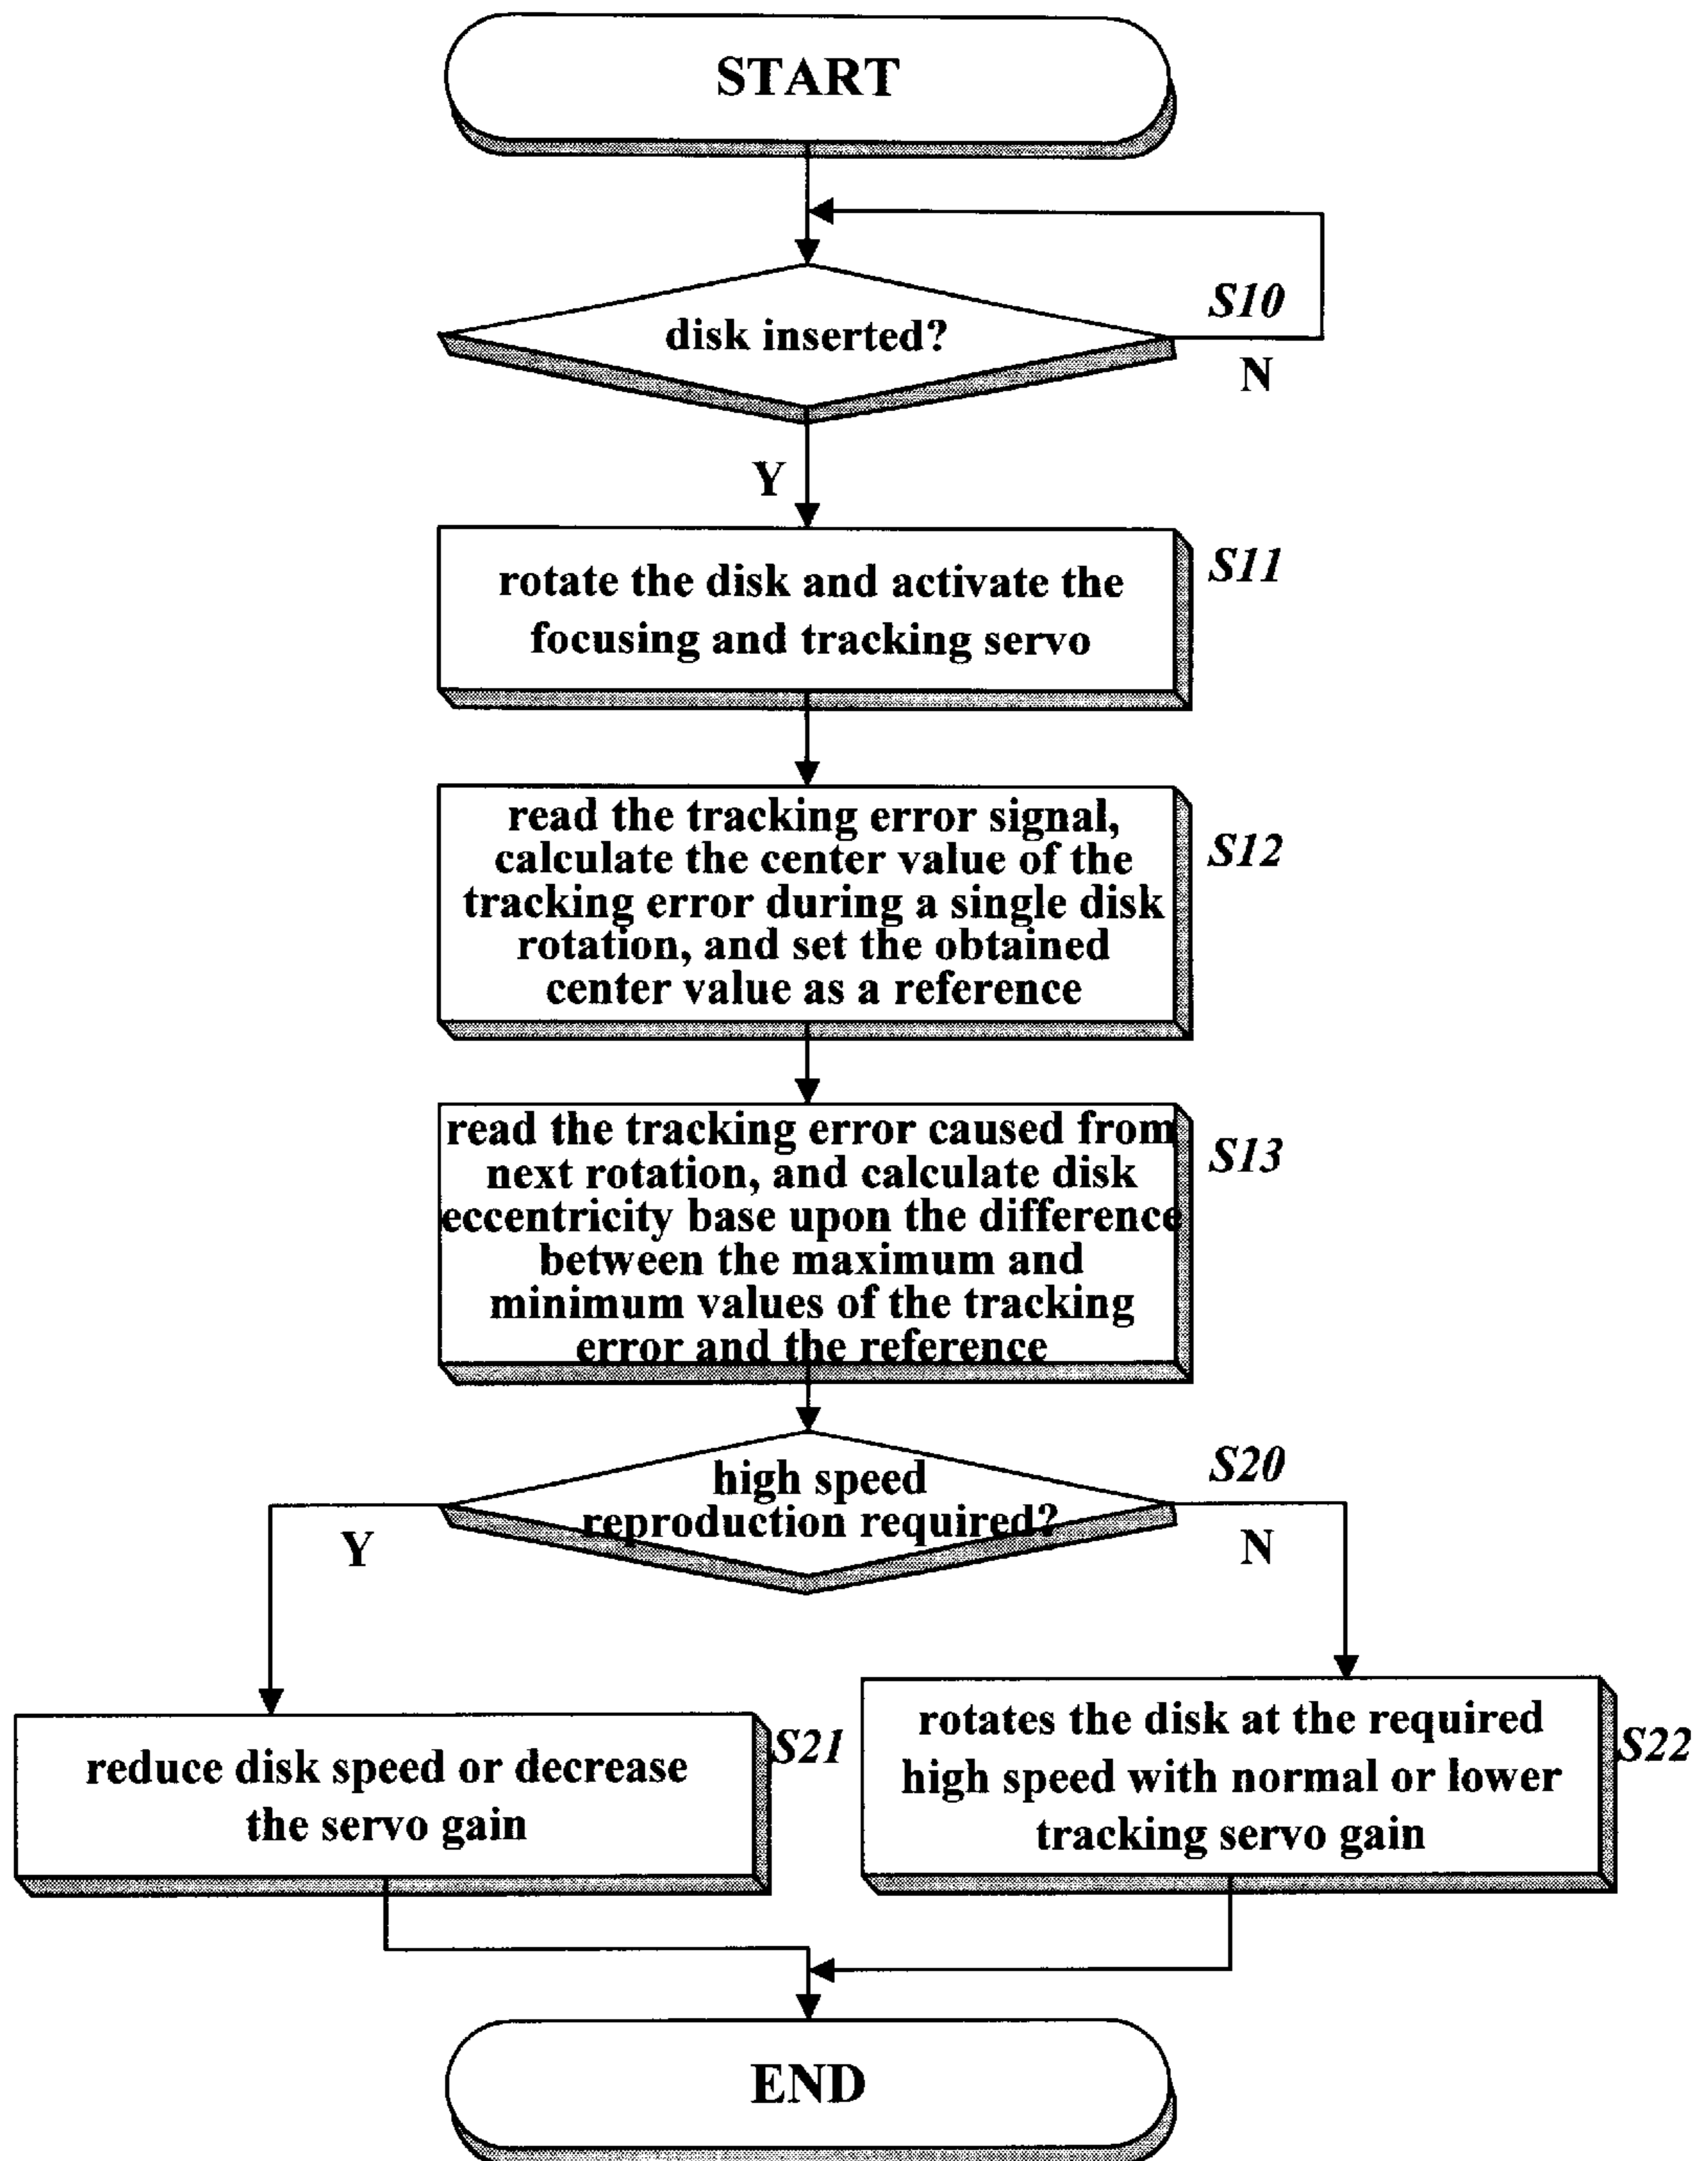 START
S10
disk inserted?
N
Y
S11
rotate the disk and activate the
focusing and tracking servo
read the tracking error signal,
S12
calculate the center value of the
tracking error during a single disk
rotation, and set the obtained
center value as a reference
read the tracking error caused from
S13
next rotation, and calculate disk
eccentricity base upon the difference
between the maximum and
minimum values of the tracking
error and the reference
S20
high speed
reproduction required?
Y
N
S21
reduce disk speed or decrease
the servo gain
rotates the disk at the required
S22
high speed with normal or lower
tracking servo gain
END